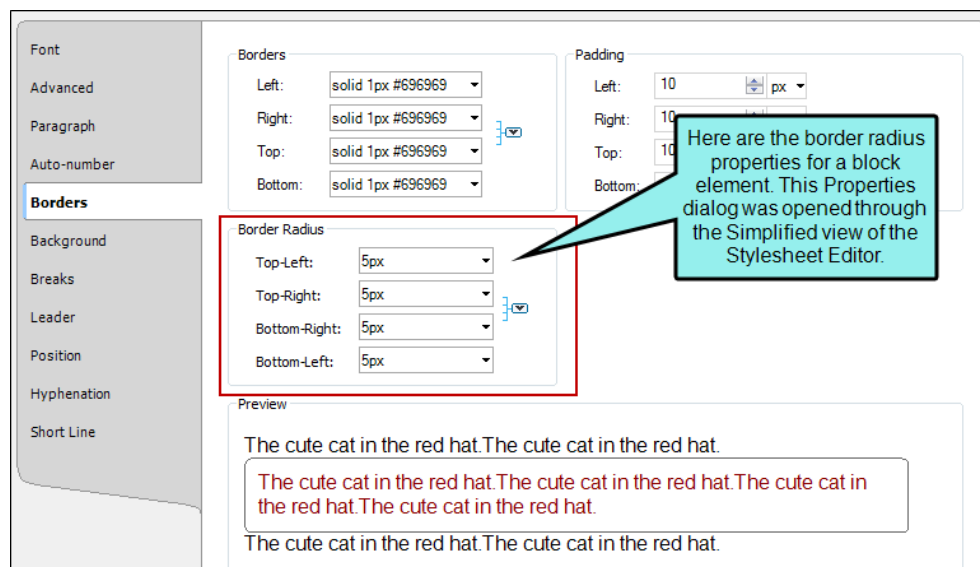 Font
Advanced
Paragraph
Auto-number
Borders
Background
Breaks
Leader
Position
Hyphenation
Short Line
Borders
Left: solid 1px #696969
Right: solid 1px #696969
Top: solid 1px #696969
Bottom: solid 1px #696969
Padding
Left: 10 px
Right: 10
Top: 10
Bottom:
Here are the border radius
properties for a block
element. This Properties
dialog was opened through
the Simplified view of the
Stylesheet Editor.
Border Radius
Top-Left: 5px
Top-Right: 5px
Bottom-Right: 5px
Bottom-Left: 5px
Preview
The cute cat in the red hat.The cute cat in the red hat.
The cute cat in the red hat.The cute cat in the red hat.The cute cat in
the red hat.The cute cat in the red hat.
The cute cat in the red hat.The cute cat in the red hat.